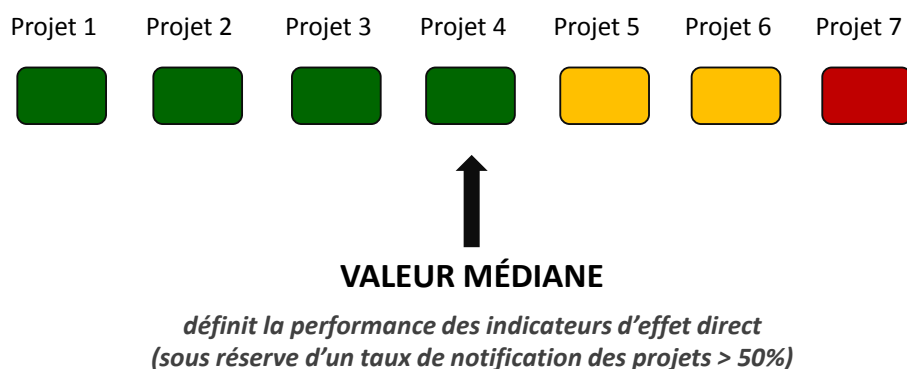 Projet 1 Projet 2 Projet 3 Projet 4 Projet 5 Projet 6 Projet 7
VALEUR MÉDIANE
définit la performance des indicateurs d’effet direct
(sous réserve d’un taux de notification des projets > 50%)